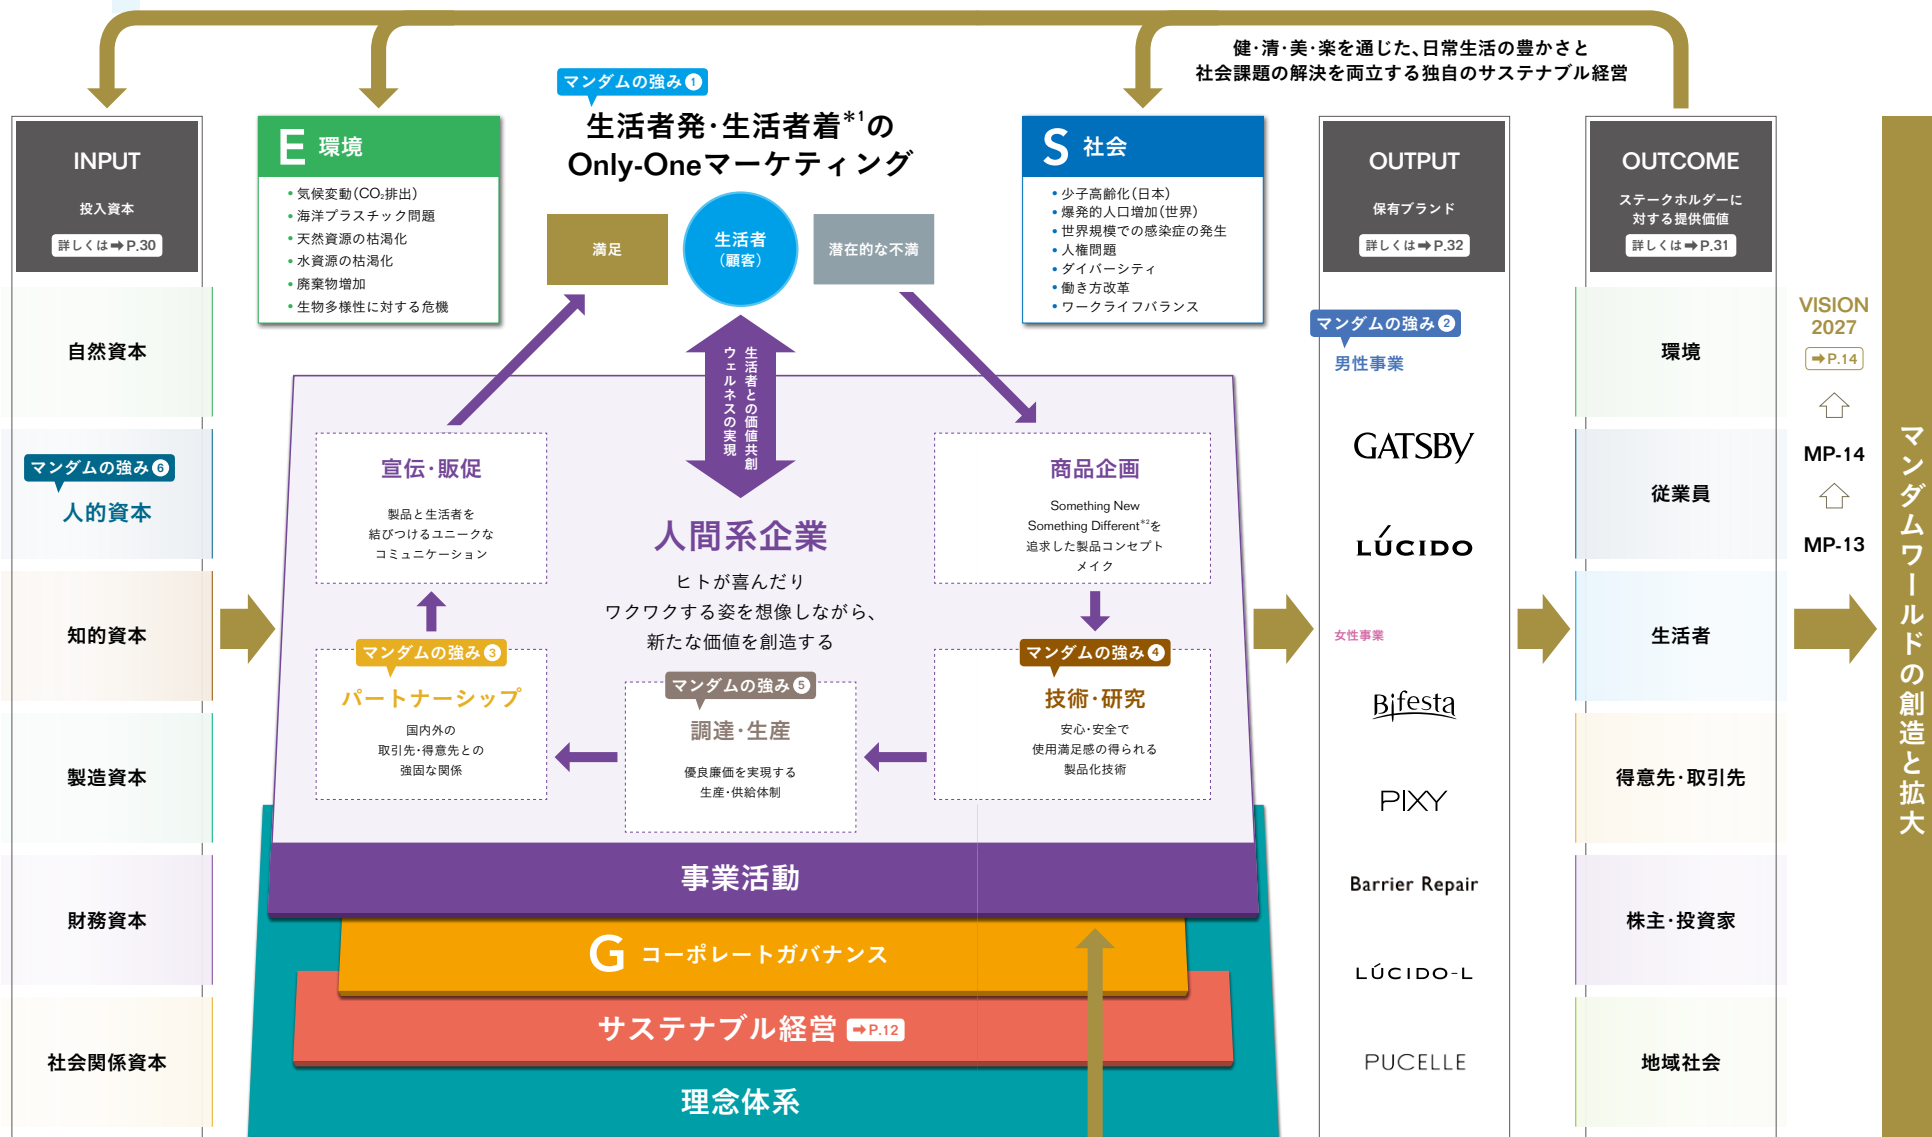 健・清・美・楽を通じた、日常生活の豊かさと
社会課題の解決を両立する独自のサステナブル経営
INPUT
投入資本
詳しくは➡P.30
自然資本
マンダムの強み❻
人的資本
知的資本
製造資本
財務資本
社会関係資本
E 環境
• 気候変動(CO₂排出)
• 海洋プラスチック問題
• 天然資源の枯渇化
• 水資源の枯渇化
• 廃棄物増加
• 生物多様性に対する危機
マンダムの強み❶
生活者発・生活者着*1の
Only-Oneマーケティング
満足
生活者
(顧客)
潜在的な不満
S 社会
• 少子高齢化(日本)
• 爆発的人口増加(世界)
• 世界規模での感染症の発生
• 人権問題
• ダイバーシティ
• 働き方改革
• ワークライフバランス
生活者との価値共創
ウェルネスの実現
宣伝・販促
製品と生活者を
結びつけるユニークな
コミュニケーション
人間系企業
ヒトが喜んだり
ワクワクする姿を想像しながら、
新たな価値を創造する
商品企画
Something New
Something Different*2を
追求した製品コンセプト
メイク
マンダムの強み❸
パートナーシップ
国内外の
取引先・得意先との
強固な関係
マンダムの強み❺
調達・生産
優良廉価を実現する
生産・供給体制
マンダムの強み❹
技術・研究
安心・安全で
使用満足感の得られる
製品化技術
事業活動
G コーポレートガバナンス
サステナブル経営 ➡P.12
理念体系
OUTPUT
保有ブランド
詳しくは➡P.32
マンダムの強み❷
男性事業
GATSBY
LÚCIDO
女性事業
Bifesta
PIXY
Barrier Repair
LÚCIDO-L
PUCELLE
OUTCOME
ステークホルダーに
対する提供価値
詳しくは➡P.31
環境
従業員
生活者
得意先・取引先
株主・投資家
地域社会
VISION
2027
➡P.14
MP-14
MP-13
マンダムワールドの創造と拡大